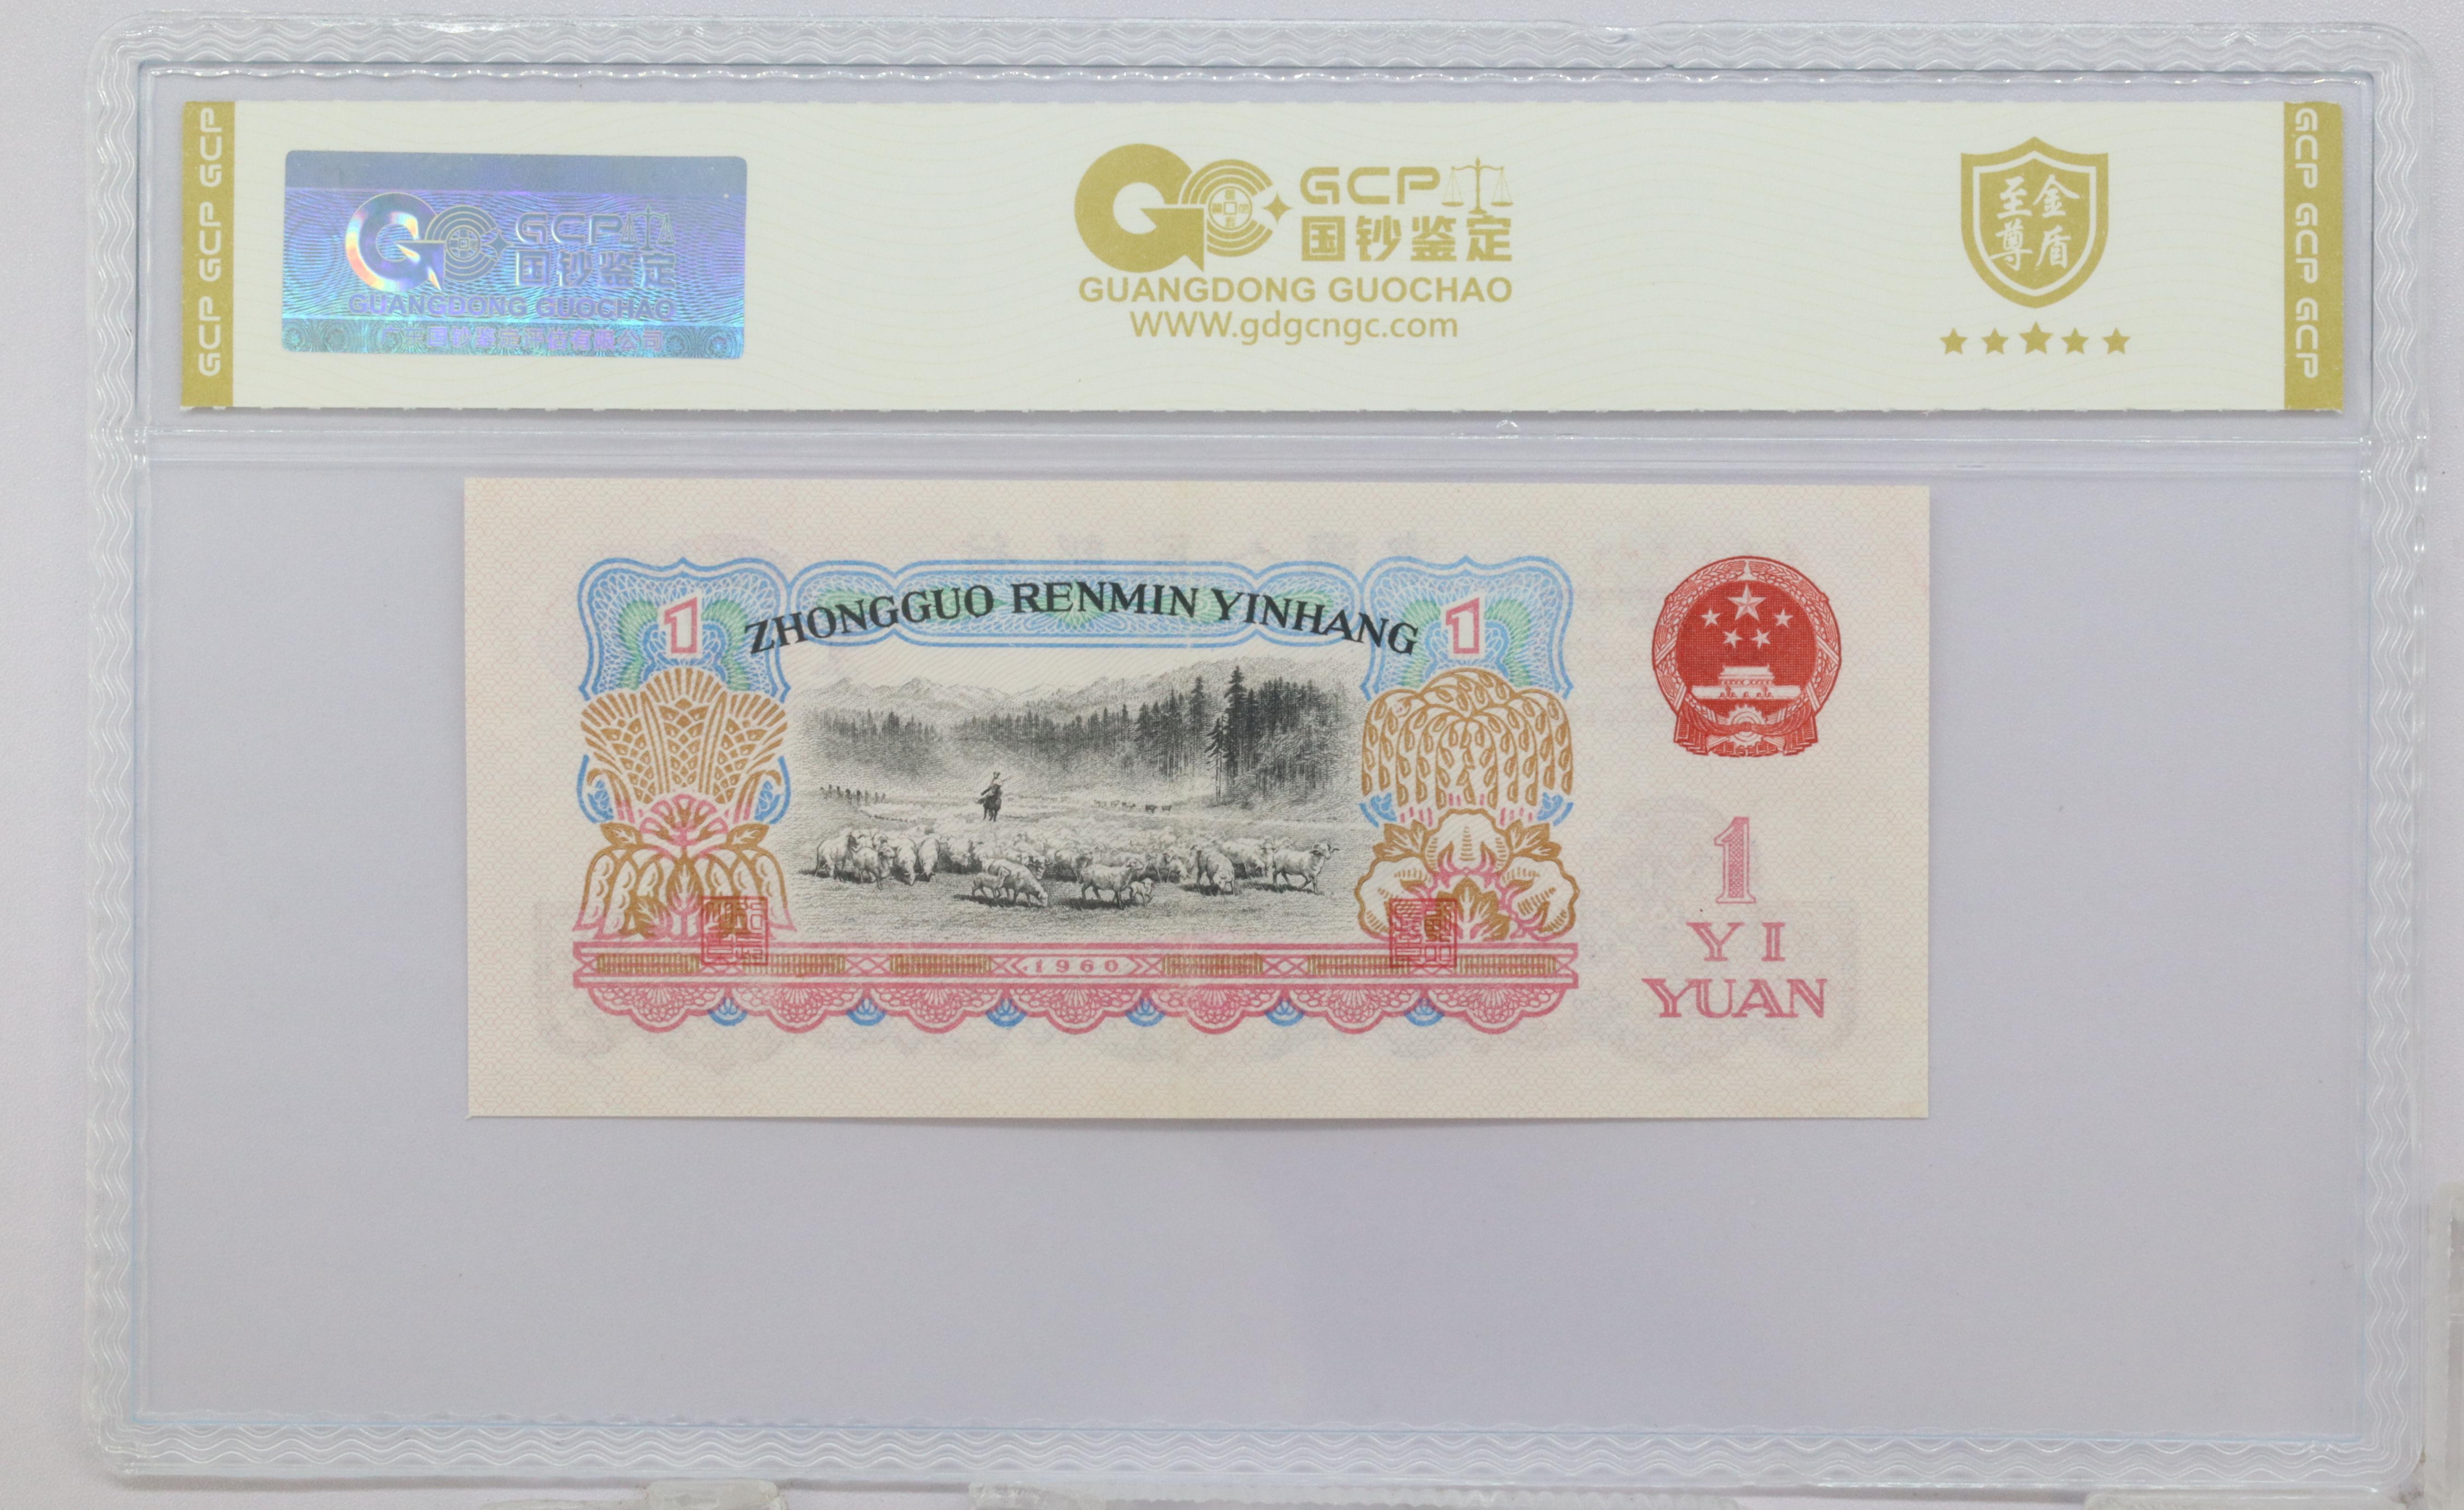 GCP GCP GCP
GCP
国钞鉴定
GUANGDONG GUOCHAO
GCP
国钞鉴定
GUANGDONG GUOCHAO
WWW.gdgcngc.com
至尊
金盾
GCP GCP GCP
1
ZHONGGUO RENMIN YINHANG
1
1960
1
YI
YUAN